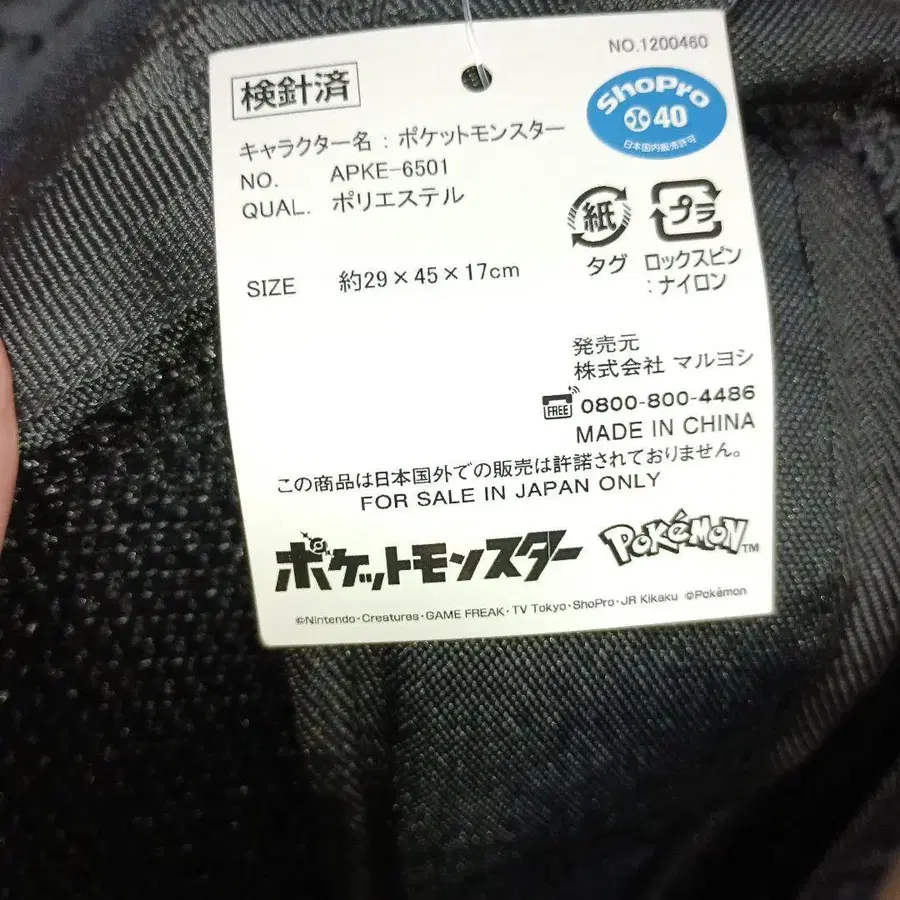 NO.1200460
検針済
ShoPro
40
日本国内販売許可
キャラクター名 : ポケットモンスター
NO. APKE-6501
QUAL. ポリエステル
紙
タグ
プラ
ロックスピン
:ナイロン
SIZE 約29×45×17cm
発売元
株式会社 マルヨシ
FREE 0800-800-4486
MADE IN CHINA
この商品は日本国外での販売は許諾されておりません。
FOR SALE IN JAPAN ONLY
ポケットモンスター POKéMON TM
©Nintendo・Creatures・GAME FREAK・TV Tokyo・ShoPro・JR Kikaku ©Pokémon